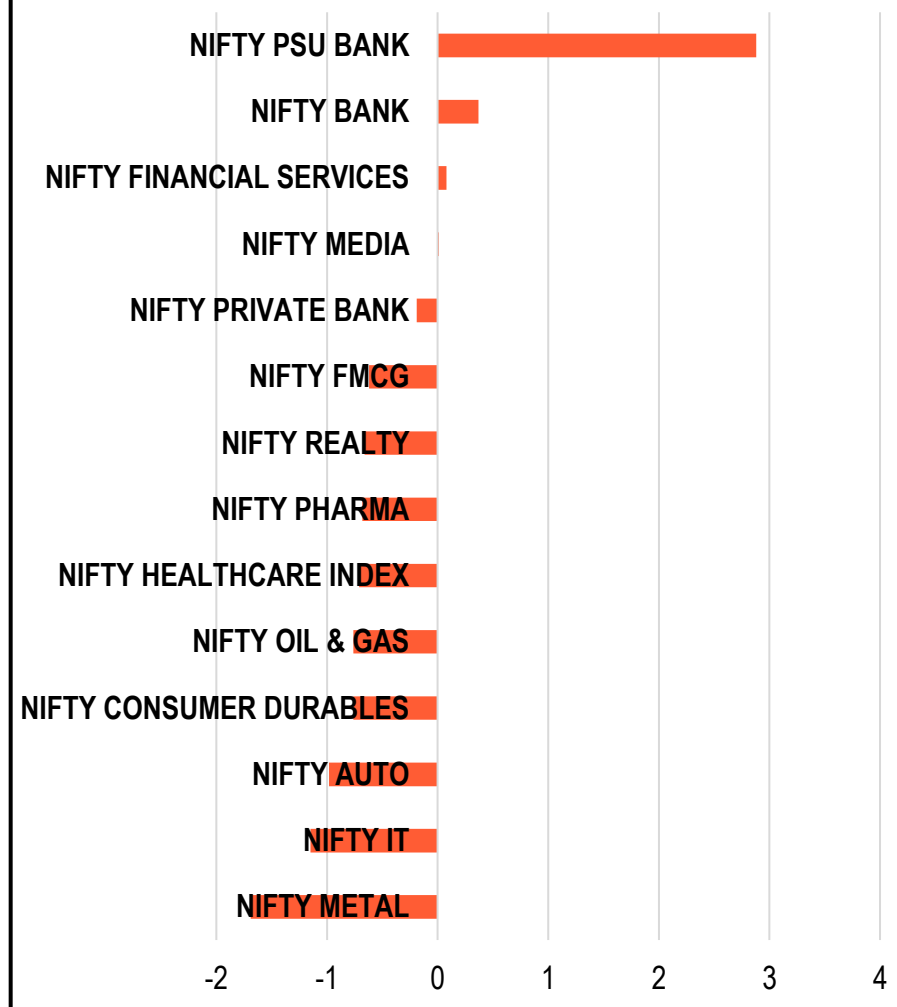 NIFTY PSU BANK
NIFTY BANK
NIFTY FINANCIAL SERVICES
NIFTY MEDIA
NIFTY PRIVATE BANK
NIFTY FMCG
NIFTY REALTY
NIFTY PHARMA
NIFTY HEALTHCARE INDEX
NIFTY OIL & GAS
NIFTY CONSUMER DURABLES
NIFTY AUTO
NIFTY IT
NIFTY METAL
-2 -1 0 1 2 3 4